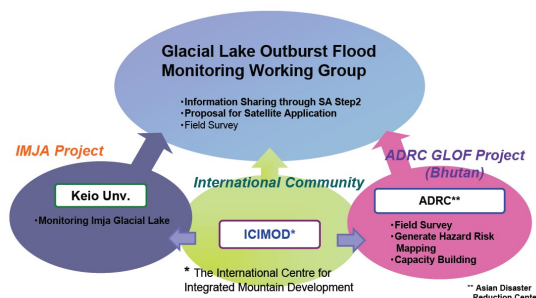 Glacial Lake Outburst Flood
Monitoring Working Group
・Information Sharing through SA Step2
・Proposal for Satellite Application
・Field Survey
IMJA Project
ADRC GLOF Project
(Bhutan)
International Community
Keio Unv.
・Monitoring Imja Glacial Lake
ICIMOD*
ADRC**
・Field Survey
・Generate Hazard Risk
Mapping
・Capacity Building
* The International Centre for
Integrated Mountain Development
** Asian Disaster
Reduction Cente